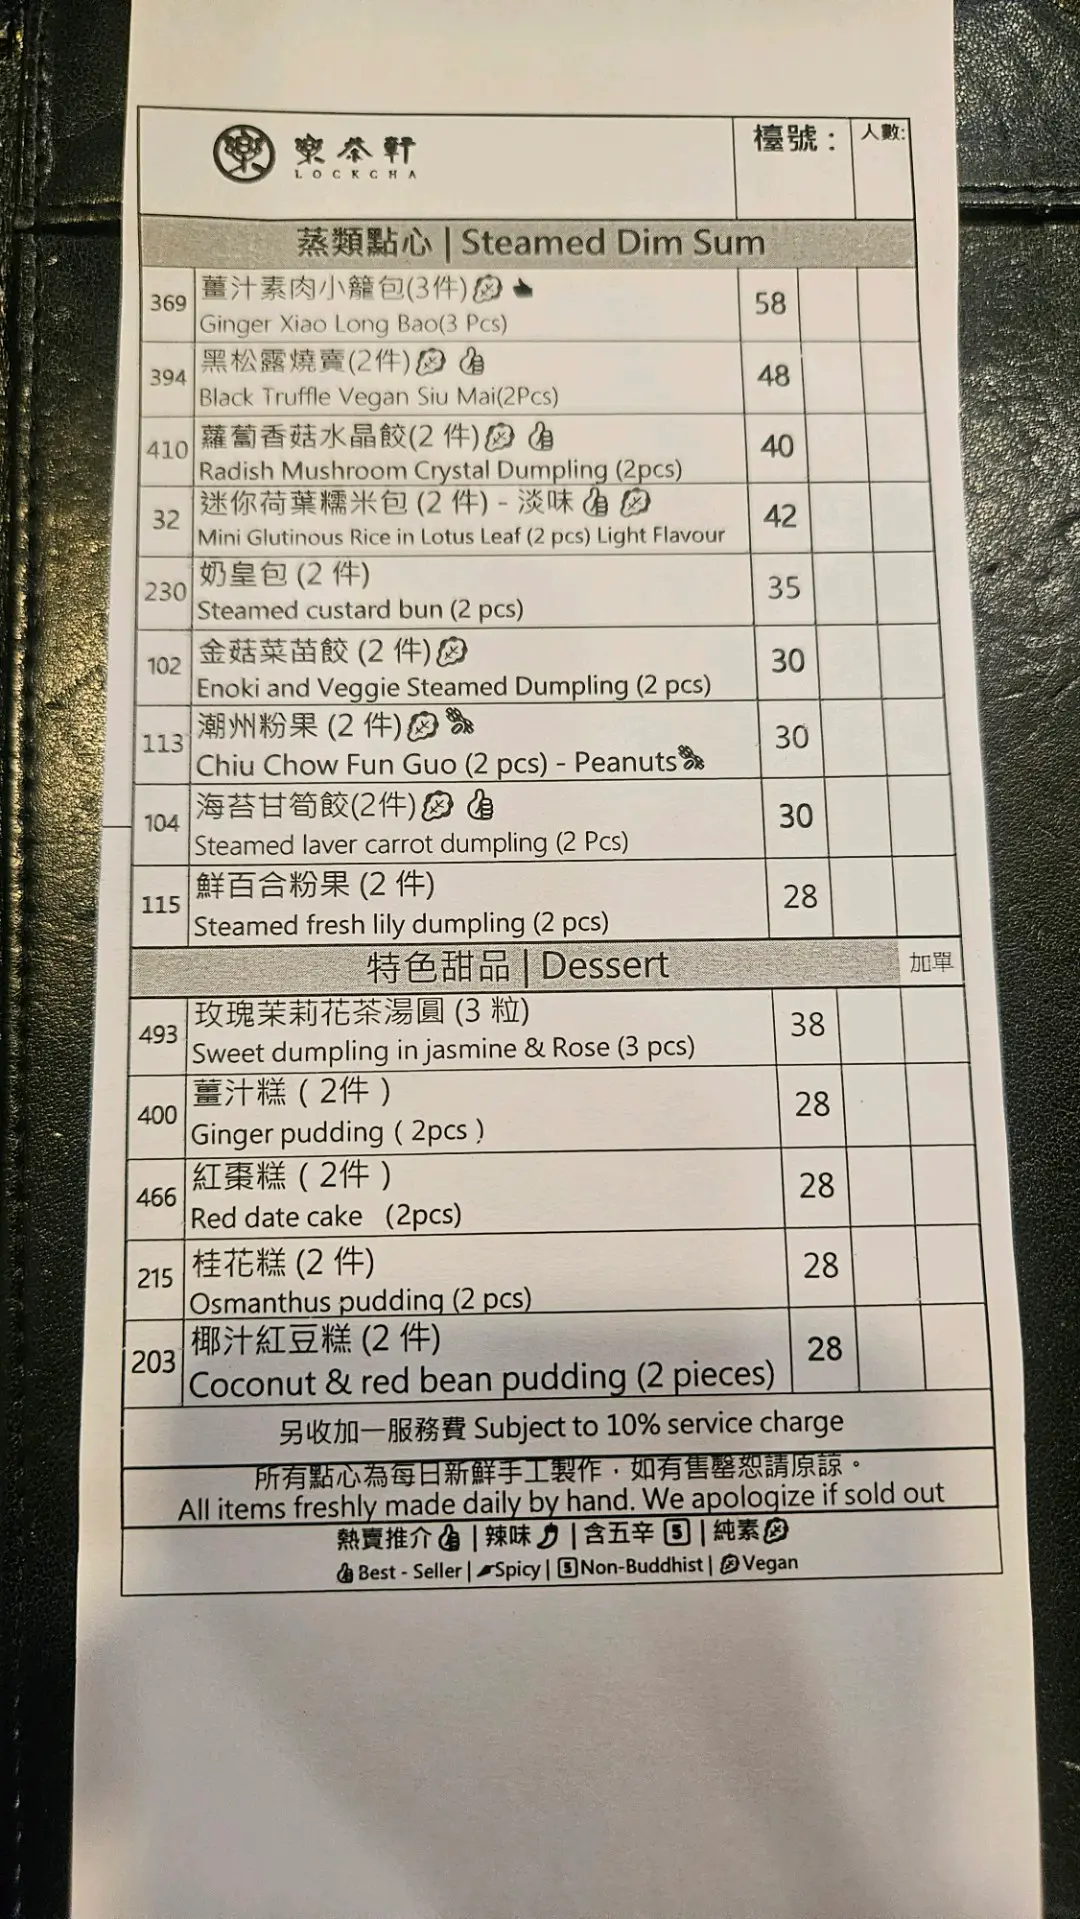 樂茶軒
LOCKCHA
檯號：
人數:
蒸類點心 | Steamed Dim Sum
369 薑汁素肉小籠包(3件) 58
Ginger Xiao Long Bao(3 Pcs)
394 黑松露燒賣(2件) 48
Black Truffle Vegan Siu Mai(2Pcs)
410 蘿蔔香菇水晶餃(2 件) 40
Radish Mushroom Crystal Dumpling (2pcs)
32 迷你荷葉糯米包 (2 件) - 淡味 42
Mini Glutinous Rice in Lotus Leaf (2 pcs) Light Flavour
230 奶皇包 (2 件) 35
Steamed custard bun (2 pcs)
102 金菇菜苗餃 (2 件) 30
Enoki and Veggie Steamed Dumpling (2 pcs)
113 潮州粉果 (2 件) 30
Chiu Chow Fun Guo (2 pcs) - Peanuts
104 海苔甘筍餃(2件) 30
Steamed laver carrot dumpling (2 Pcs)
115 鮮百合粉果 (2 件) 28
Steamed fresh lily dumpling (2 pcs)
特色甜品 | Dessert 加單
493 玫瑰茉莉花茶湯圓 (3 粒) 38
Sweet dumpling in jasmine & Rose (3 pcs)
400 薑汁糕 ( 2件 ) 28
Ginger pudding ( 2pcs )
466 紅棗糕 ( 2件 ) 28
Red date cake (2pcs)
215 桂花糕 (2 件) 28
Osmanthus pudding (2 pcs)
203 椰汁紅豆糕 (2 件) 28
Coconut & red bean pudding (2 pieces)
另收加一服務費 Subject to 10% service charge
所有點心為每日新鮮手工製作，如有售罄恕請原諒。
All items freshly made daily by hand. We apologize if sold out
熱賣推介 | 辣味 | 含五辛 5 | 純素
Best - Seller | Spicy | 5 Non-Buddhist | Vegan